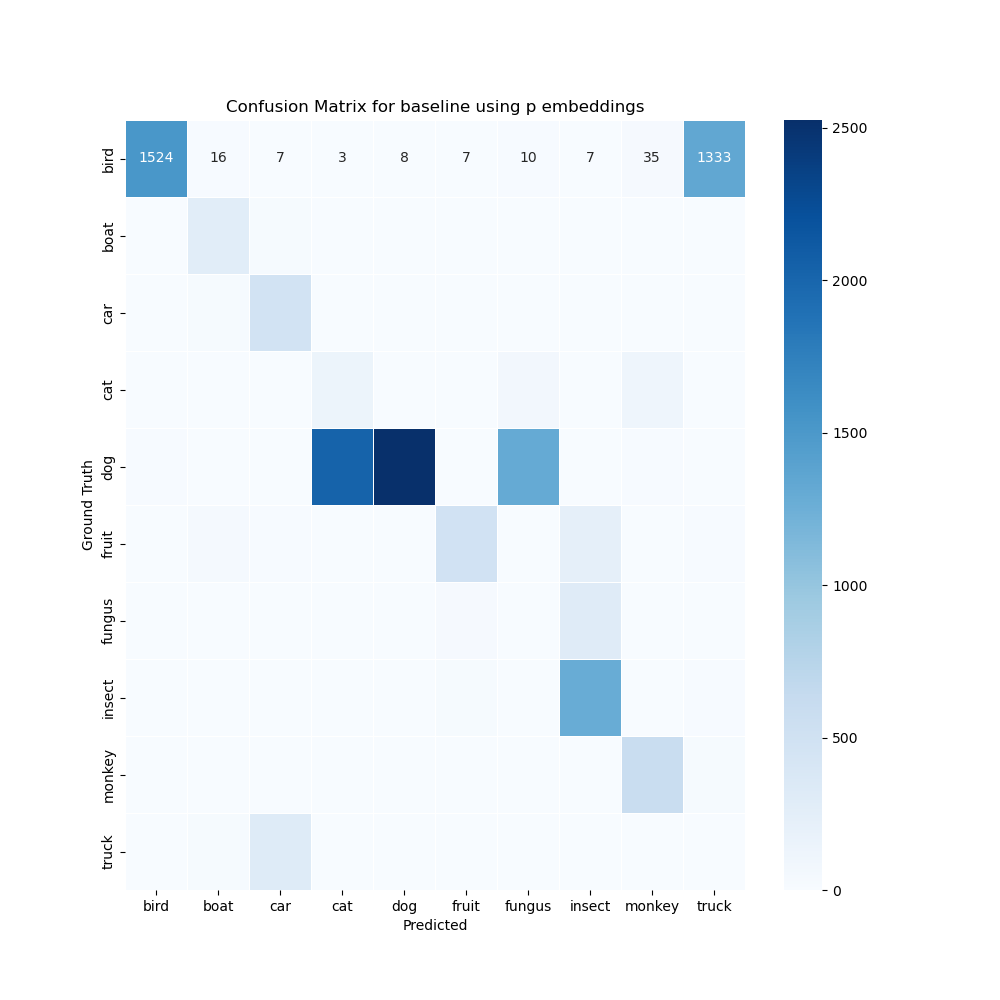 Confusion Matrix for baseline using p embeddings
bird 1524 16 7 3 8 7 10 7 35 1333
boat
car
cat
dog
fruit
fungus
insect
monkey
truck
Ground Truth
bird boat car cat dog fruit fungus insect monkey truck
Predicted
2500
2000
1500
1000
500
0